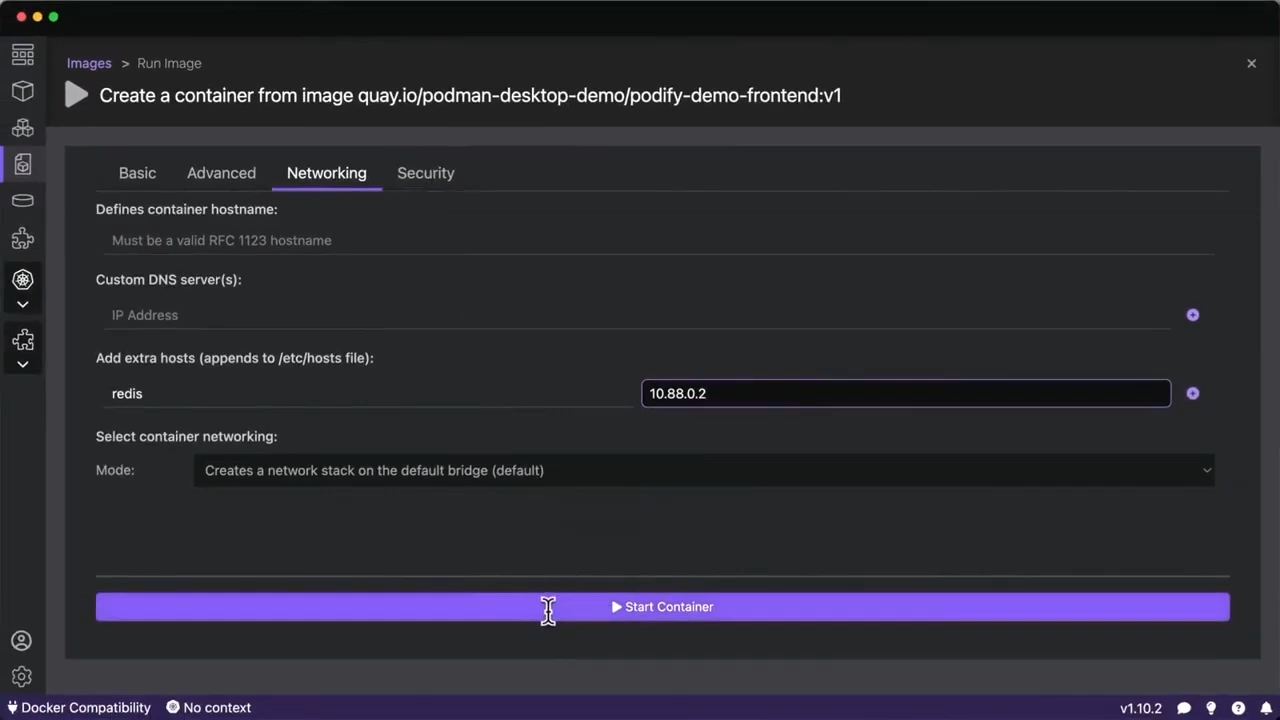 Images > Run Image
Create a container from image quay.io/podman-desktop-demo/podify-demo-frontend:v1
Basic Advanced Networking Security
Defines container hostname:
Must be a valid RFC 1123 hostname
Custom DNS server(s):
IP Address
Add extra hosts (appends to /etc/hosts file):
redis 10.88.0.2
Select container networking:
Mode: Creates a network stack on the default bridge (default)
Start Container
Docker Compatibility No context v1.10.2